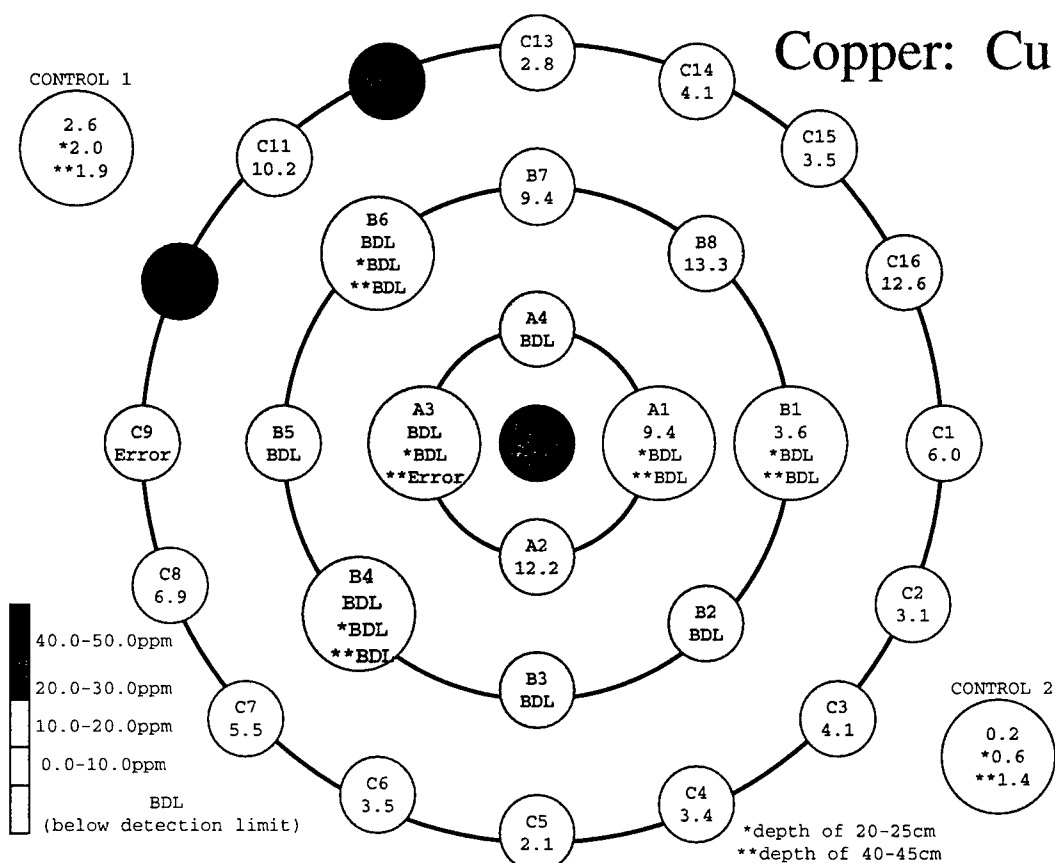 Copper: Cu
CONTROL 1
2.6
*2.0
**1.9
C13
2.8
C14
4.1
C15
3.5
C11
10.2
C16
12.6
B7
9.4
B6
BDL
*BDL
**BDL
B8
13.3
A4
BDL
A3
BDL
*BDL
**Error
A1
9.4
*BDL
**BDL
B1
3.6
*BDL
**BDL
C1
6.0
C9
Error
B5
BDL
A2
12.2
C8
6.9
B4
BDL
*BDL
**BDL
B2
BDL
C2
3.1
B3
BDL
C7
5.5
C3
4.1
C6
3.5
C5
2.1
C4
3.4
CONTROL 2
0.2
*0.6
**1.4
40.0-50.0ppm
20.0-30.0ppm
10.0-20.0ppm
0.0-10.0ppm
BDL
(below detection limit)
*depth of 20-25cm
**depth of 40-45cm